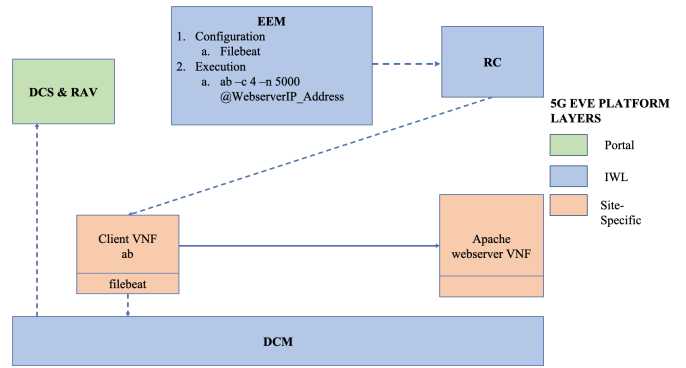 EEM
1. Configuration
a. Filebeat
2. Execution
a. ab –c 4 –n 5000
@WebserverIP_Address
RC
DCS & RAV
5G EVE PLATFORM
LAYERS
Portal
IWL
Site-
Specific
Client VNF
ab
filebeat
Apache
webserver VNF
DCM